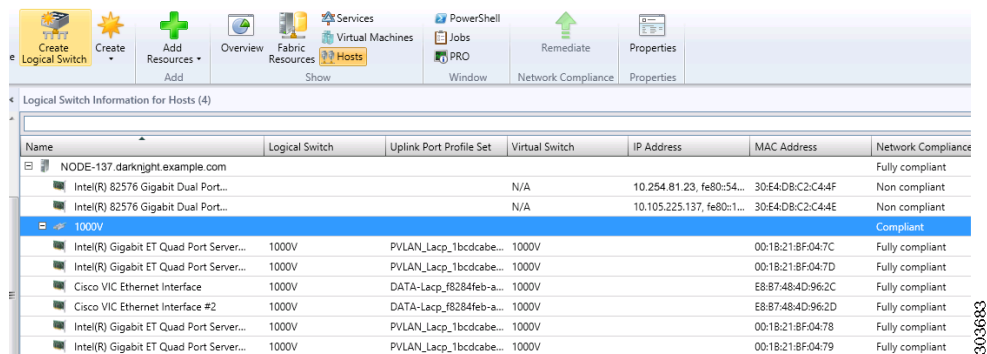 Services
PowerShell
Virtual Machines
Jobs
Hosts
PRO
e Create Logical Switch
Create
Add Resources
Overview
Fabric Resources
Remediate
Properties
Add
Show
Window
Network Compliance
Properties
Logical Switch Information for Hosts (4)
Name Logical Switch Uplink Port Profile Set Virtual Switch IP Address MAC Address Network Compliance
NODE-137.darknight.example.com Fully compliant
Intel(R) 82576 Gigabit Dual Port... N/A 10.254.81.23, fe80::54... 30:E4:DB:C2:C4:4F Non compliant
Intel(R) 82576 Gigabit Dual Port... N/A 10.105.225.137, fe80::1... 30:E4:DB:C2:C4:4E Non compliant
1000V Compliant
Intel(R) Gigabit ET Quad Port Server... 1000V PVLAN_Lacp_1bcdcabe... 1000V 00:1B:21:BF:04:7C Fully compliant
Intel(R) Gigabit ET Quad Port Server... 1000V PVLAN_Lacp_1bcdcabe... 1000V 00:1B:21:BF:04:7D Fully compliant
Cisco VIC Ethernet Interface 1000V DATA-Lacp_f8284feb-a... 1000V E8:B7:48:4D:96:2C Fully compliant
Cisco VIC Ethernet Interface #2 1000V DATA-Lacp_f8284feb-a... 1000V E8:B7:48:4D:96:2D Fully compliant
Intel(R) Gigabit ET Quad Port Server... 1000V PVLAN_Lacp_1bcdcabe... 1000V 00:1B:21:BF:04:78 Fully compliant
Intel(R) Gigabit ET Quad Port Server... 1000V PVLAN_Lacp_1bcdcabe... 1000V 00:1B:21:BF:04:79 Fully compliant
303683